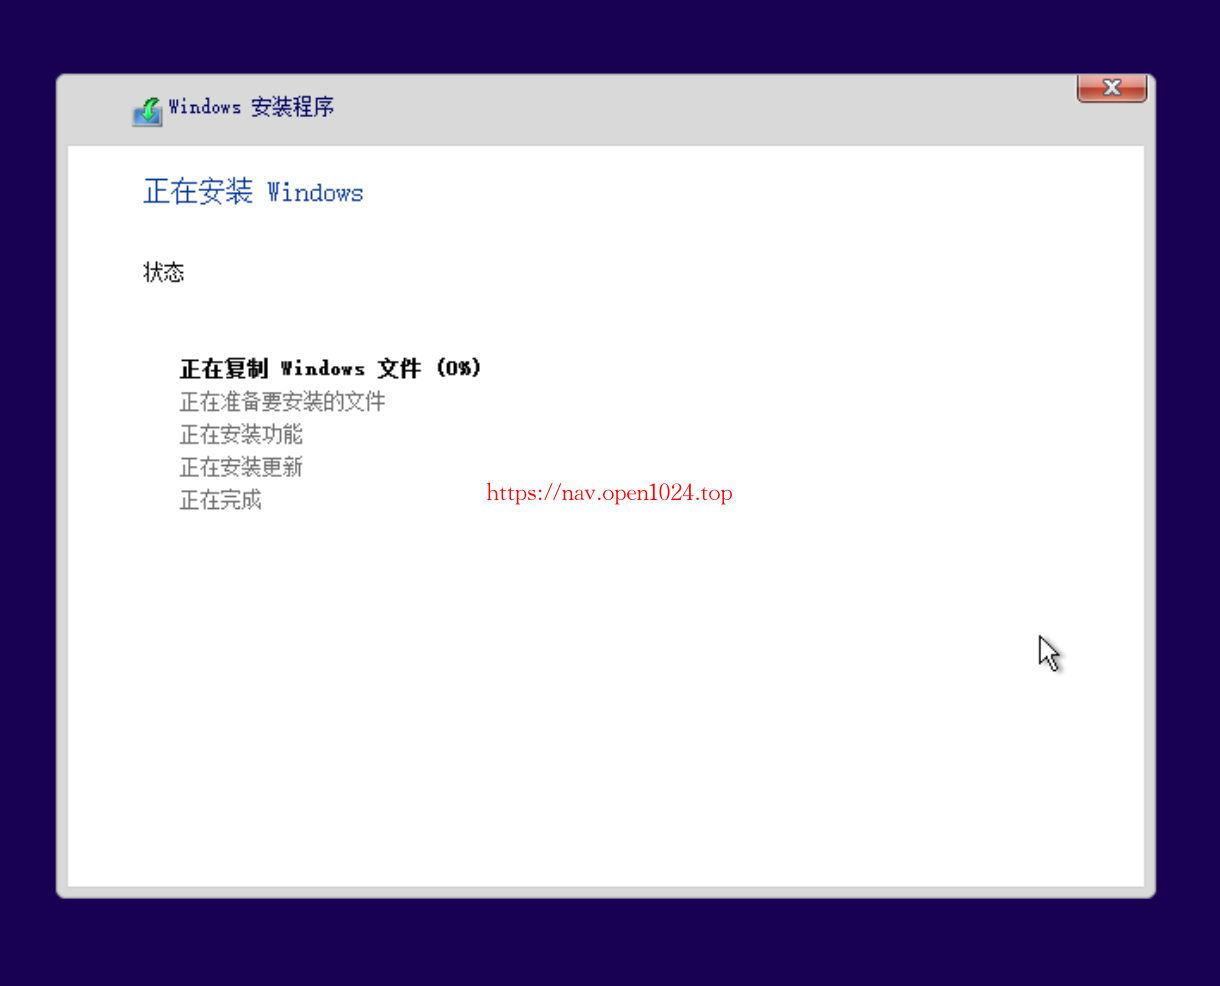 Windows 安装程序
正在安装 Windows
状态
正在复制 Windows 文件 (0%)
正在准备要安装的文件
正在安装功能
正在安装更新
正在完成
https://nav.open1024.top